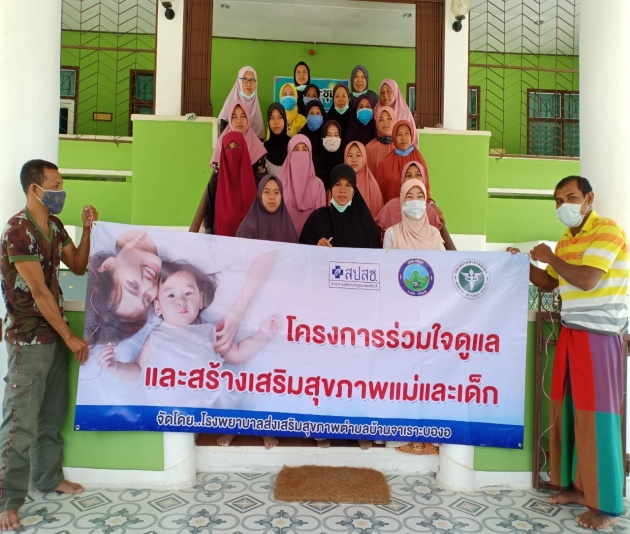 สปสช.
โครงการร่วมใจดูแล
และสร้างเสริมสุขภาพแม่และเด็ก
จัดโดย..โรงพยาบาลส่งเสริมสุขภาพตำบลบ้านจาเราะบองอ